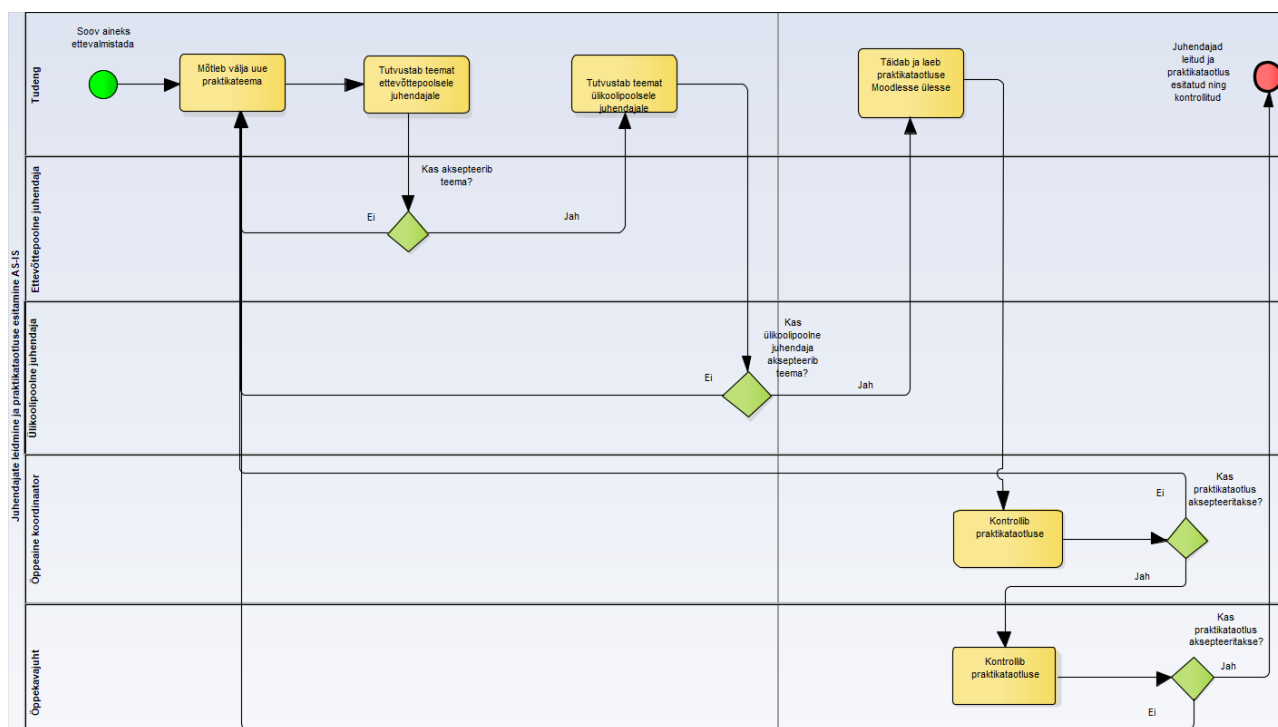 Juhendajate leidmine ja praktikataotluse esitamine AS-IS
Tudeng
Soov aineks
ettevalmistada
Mõtleb välja uue
praktikateema
Tutvustab teemat
ettevõttepoolsele
juhendajale
Tutvustab teemat
ülikoolipoolsele
juhendajale
Täidab ja laeb
praktikataotluse
Moodlesse ülesse
Juhendajad
leitud ja
praktikataotlus
esitatud ning
kontrollitud
Ettevõttepoolne juhendaja
Kas aksepteerib
teema?
Ei
Jah
Ülikoolipoolne juhendaja
Kas
ülikoolipoolne
juhendaja
aksepteerib
teema?
Ei
Jah
Õppeaine koordinaator
Kontrollib
praktikataotluse
Kas
praktikataotlus
aksepteeritakse?
Ei
Jah
Õppekavajuht
Kontrollib
praktikataotluse
Kas
praktikataotlus
aksepteeritakse?
Jah
Ei